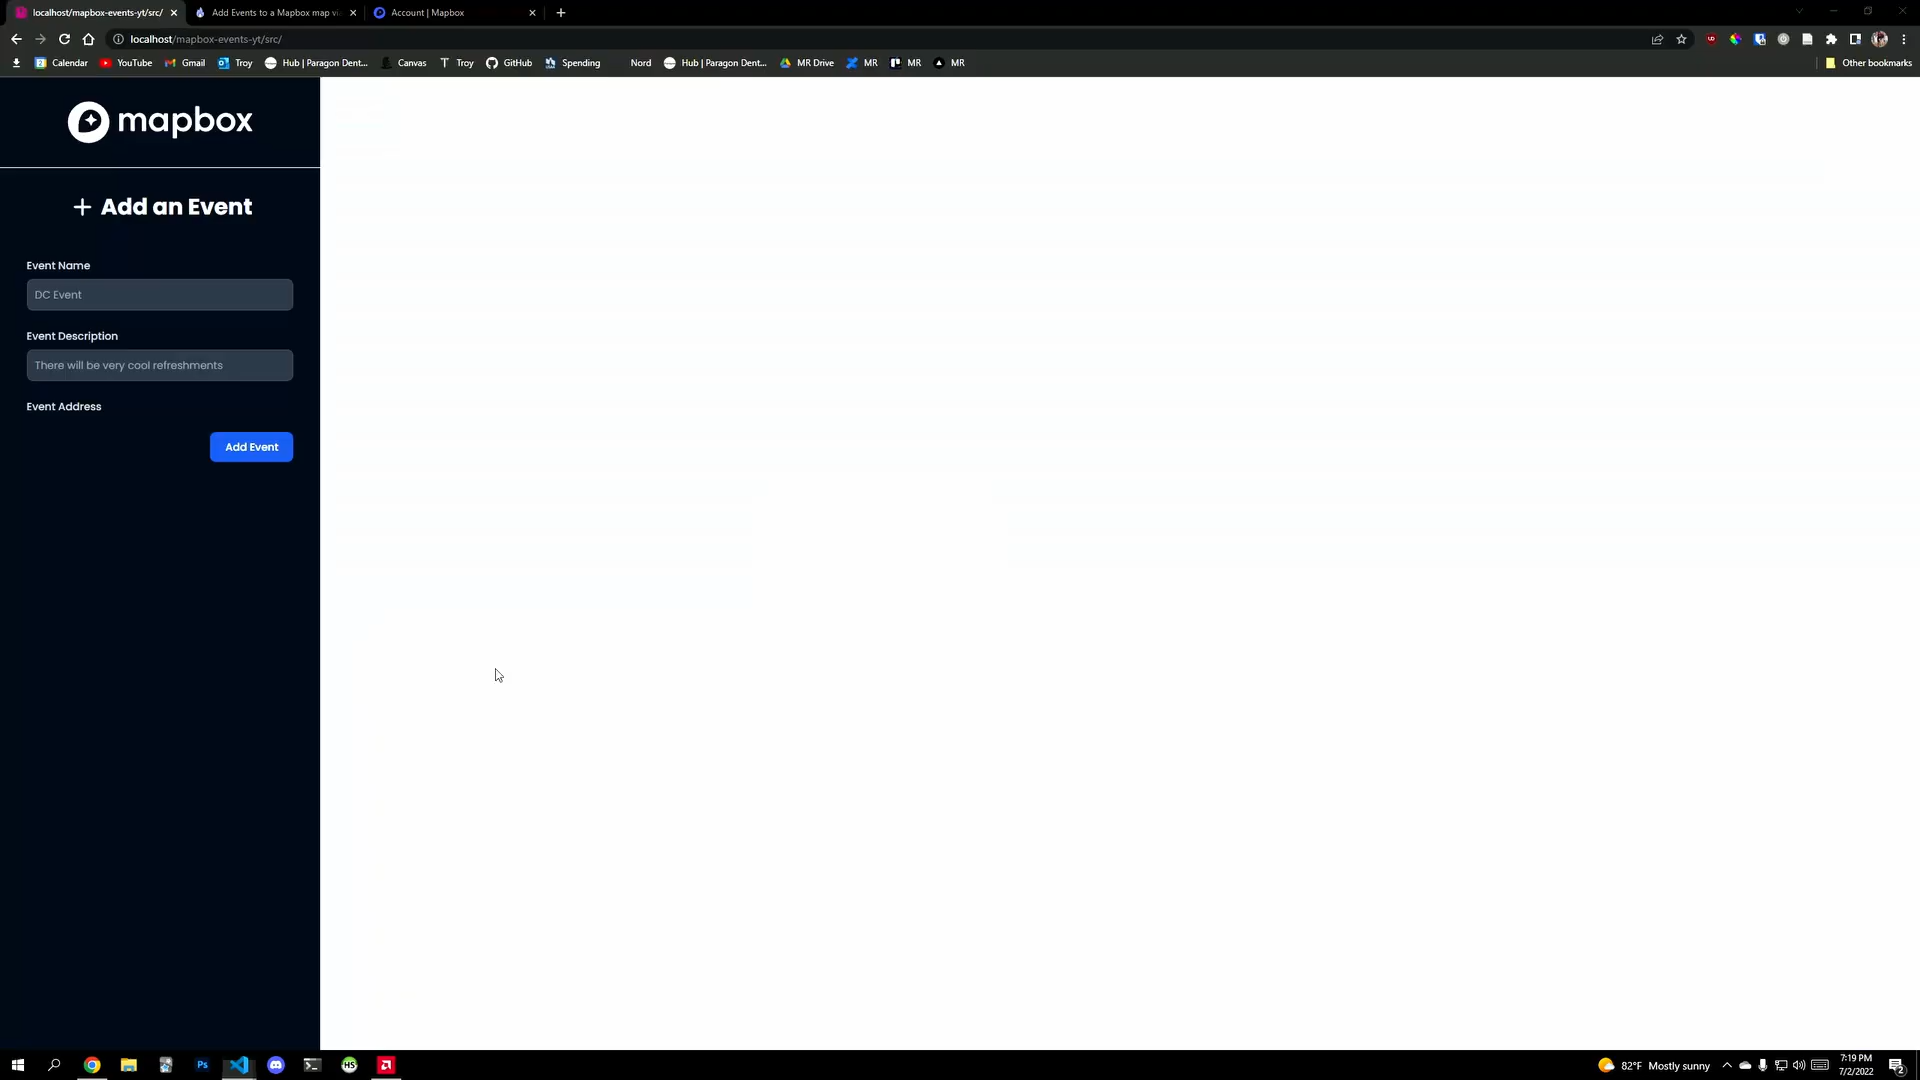 localhost/mapbox-events-yt/src/
Add Events to a Mapbox map vi
Account | Mapbox
localhost/mapbox-events-yt/src/
Calendar
YouTube
Gmail
Troy
Hub | Paragon Dent...
Canvas
Troy
GitHub
Spending
Nord
Hub | Paragon Dent...
MR Drive
MR
MR
MR
Other bookmarks
mapbox
+ Add an Event
Event Name
DC Event
Event Description
There will be very cool refreshments
Event Address
Add Event
Ps
HS
82°F Mostly sunny
7:19 PM
7/2/2022
2